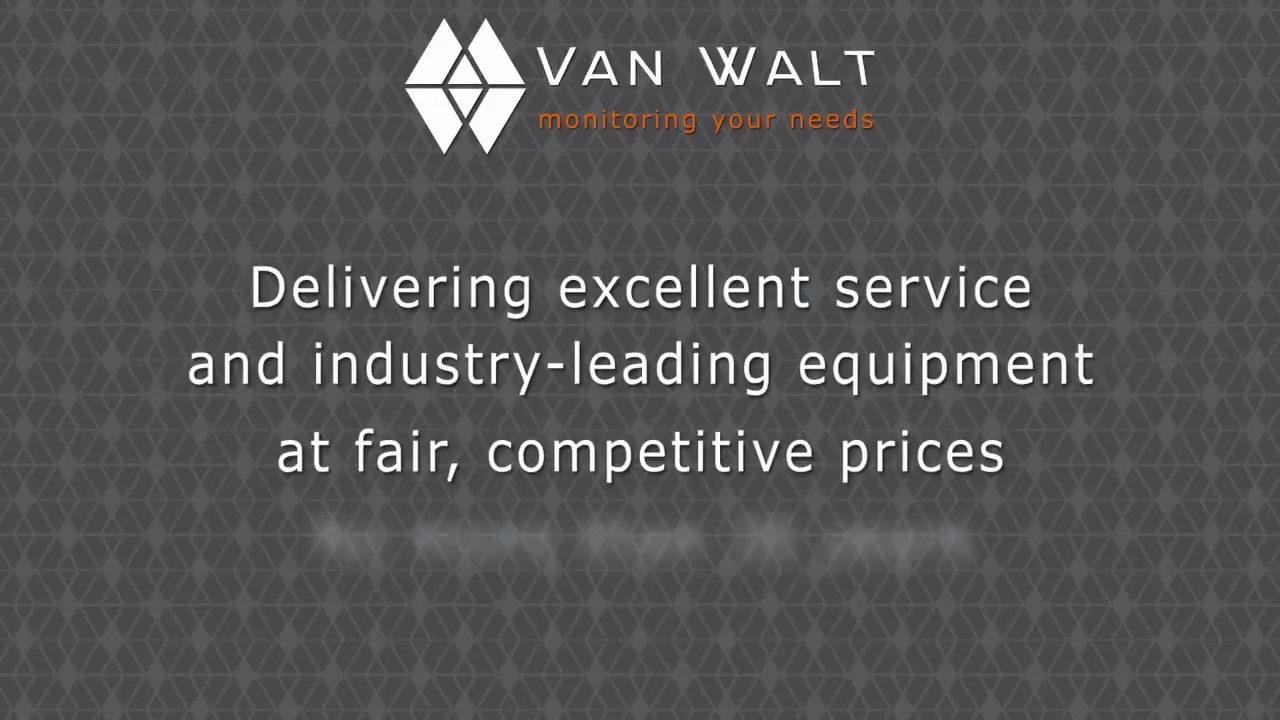 VAN WALT
monitoring your needs
Delivering excellent service
and industry-leading equipment
at fair, competitive prices